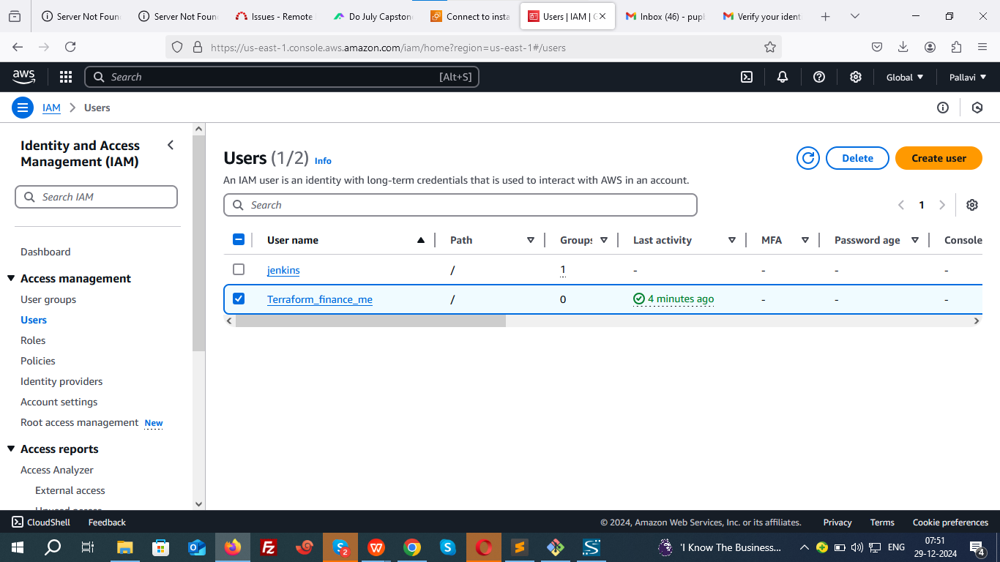 Server Not Foun
Server Not Foun
Issues - Remote
Do July Capston
Connect to insta
Users | IAM | G
Inbox (46) - pup
Verify your ident
https://us-east-1.console.aws.amazon.com/iam/home?region=us-east-1#/users
aws
Search
[Alt+S]
Global
Pallavi
IAM
Users
Identity and Access
Management (IAM)
Search IAM
Dashboard
Access management
User groups
Users
Roles
Policies
Identity providers
Account settings
Root access management New
Access reports
Access Analyzer
External access
Unused access
Users (1/2) Info
Delete
Create user
An IAM user is an identity with long-term credentials that is used to interact with AWS in an account.
Search
1
User name Path Groups Last activity MFA Password age Console
jenkins / 1 - - - -
Terraform_finance_me / 0 4 minutes ago - - -
CloudShell Feedback
© 2024, Amazon Web Services, Inc. or its affiliates. Privacy Terms Cookie preferences
'I Know The Business...
ENG
07:51
29-12-2024
4